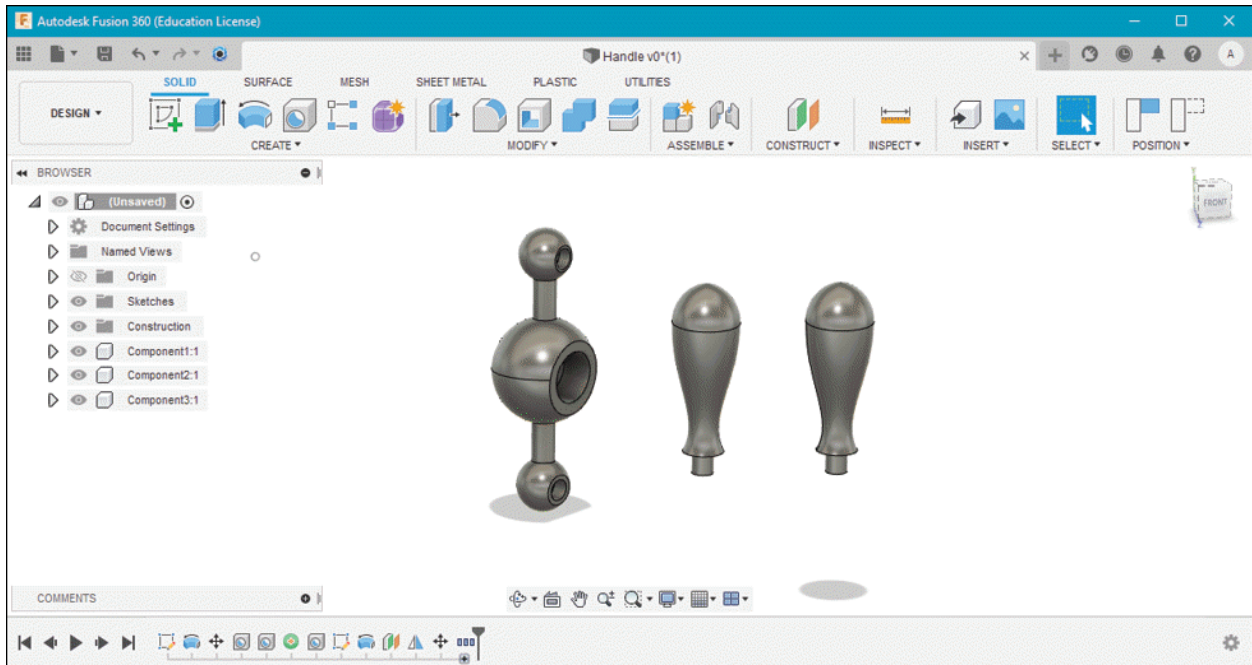 F Autodesk Fusion 360 (Education License)
Handle v0*(1)
A
SOLID SURFACE MESH SHEET METAL PLASTIC UTILITIES
DESIGN
CREATE MODIFY ASSEMBLE CONSTRUCT INSPECT INSERT SELECT POSITION
BROWSER
(Unsaved)
Document Settings
Named Views
Origin
Sketches
Construction
Component1:1
Component2:1
Component3:1
FRONT
COMMENTS